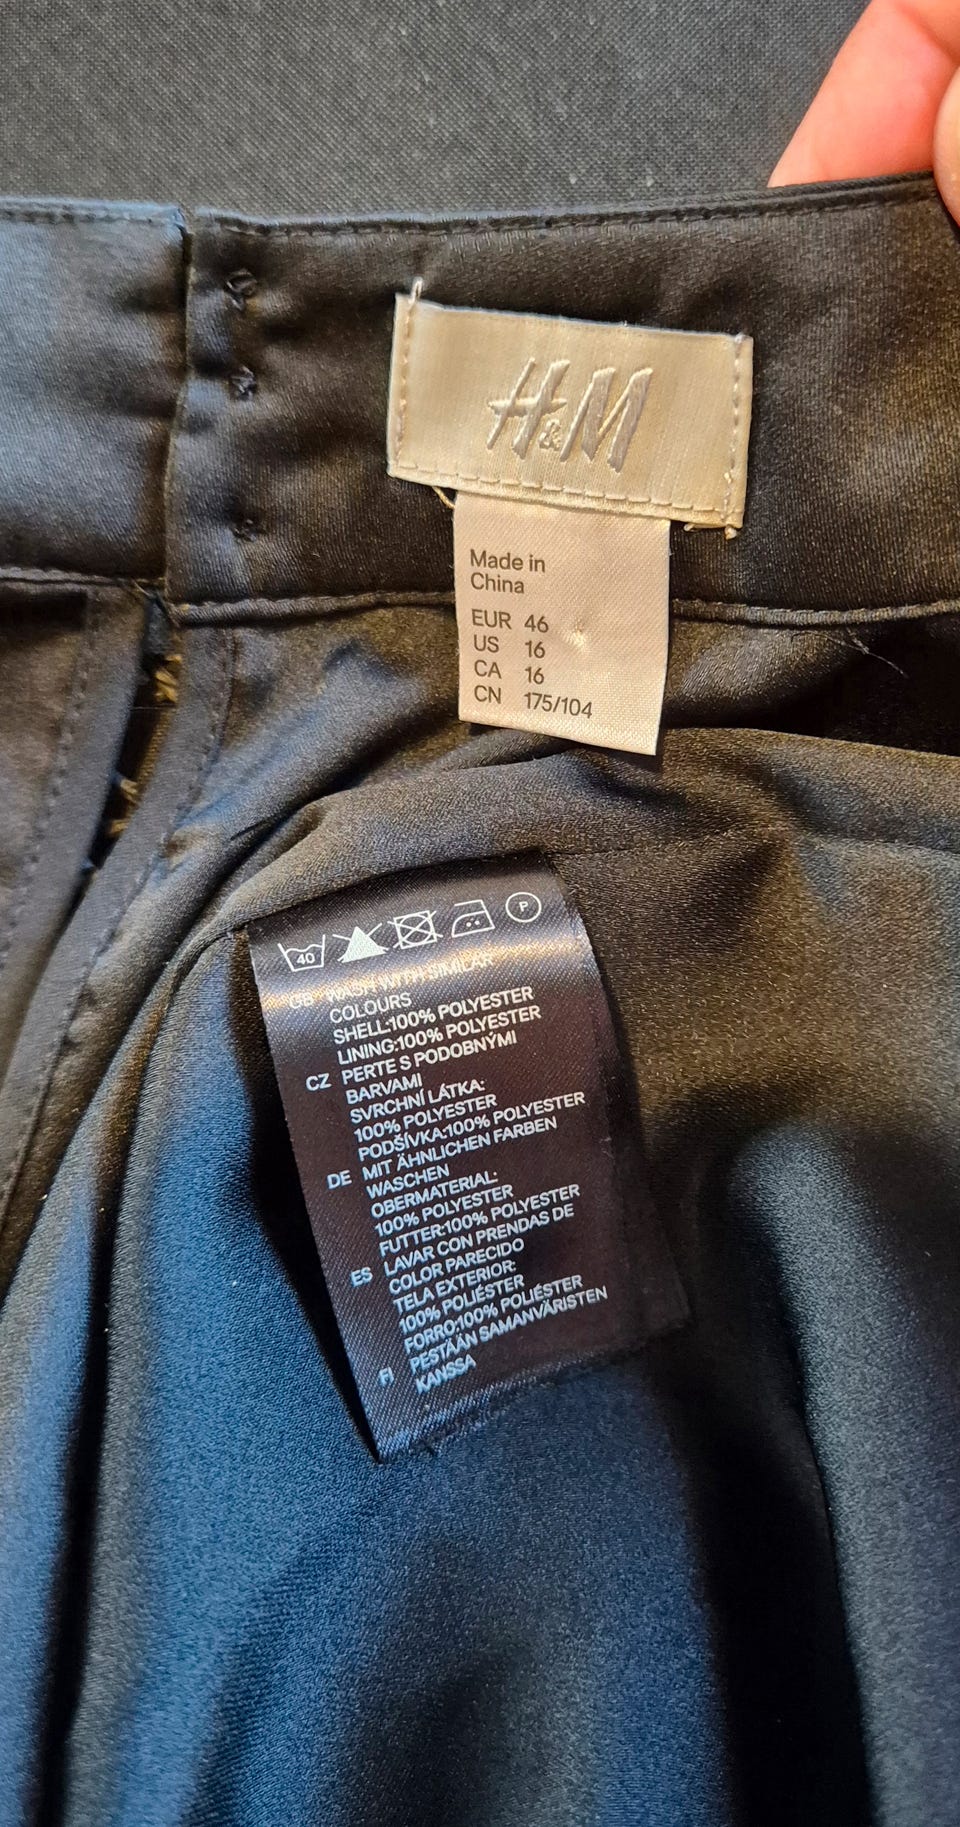 H&M
Made in
China
EUR 46
US 16
CA 16
CN 175/104
40
P
GB WASH WITH SIMILAR
COLOURS
SHELL:100% POLYESTER
LINING:100% POLYESTER
CZ PERTE S PODOBNÝMI
BARVAMI
SVRCHNÍ LÁTKA:
100% POLYESTER
PODŠÍVKA:100% POLYESTER
DE MIT ÄHNLICHEN FARBEN
WASCHEN
OBERMATERIAL:
100% POLYESTER
FUTTER:100% POLYESTER
ES LAVAR CON PRENDAS DE
COLOR PARECIDO
TELA EXTERIOR:
100% POLIÉSTER
FORRO:100% POLIÉSTER
FI PESTÄÄN SAMANVÄRISTEN
KANSSA